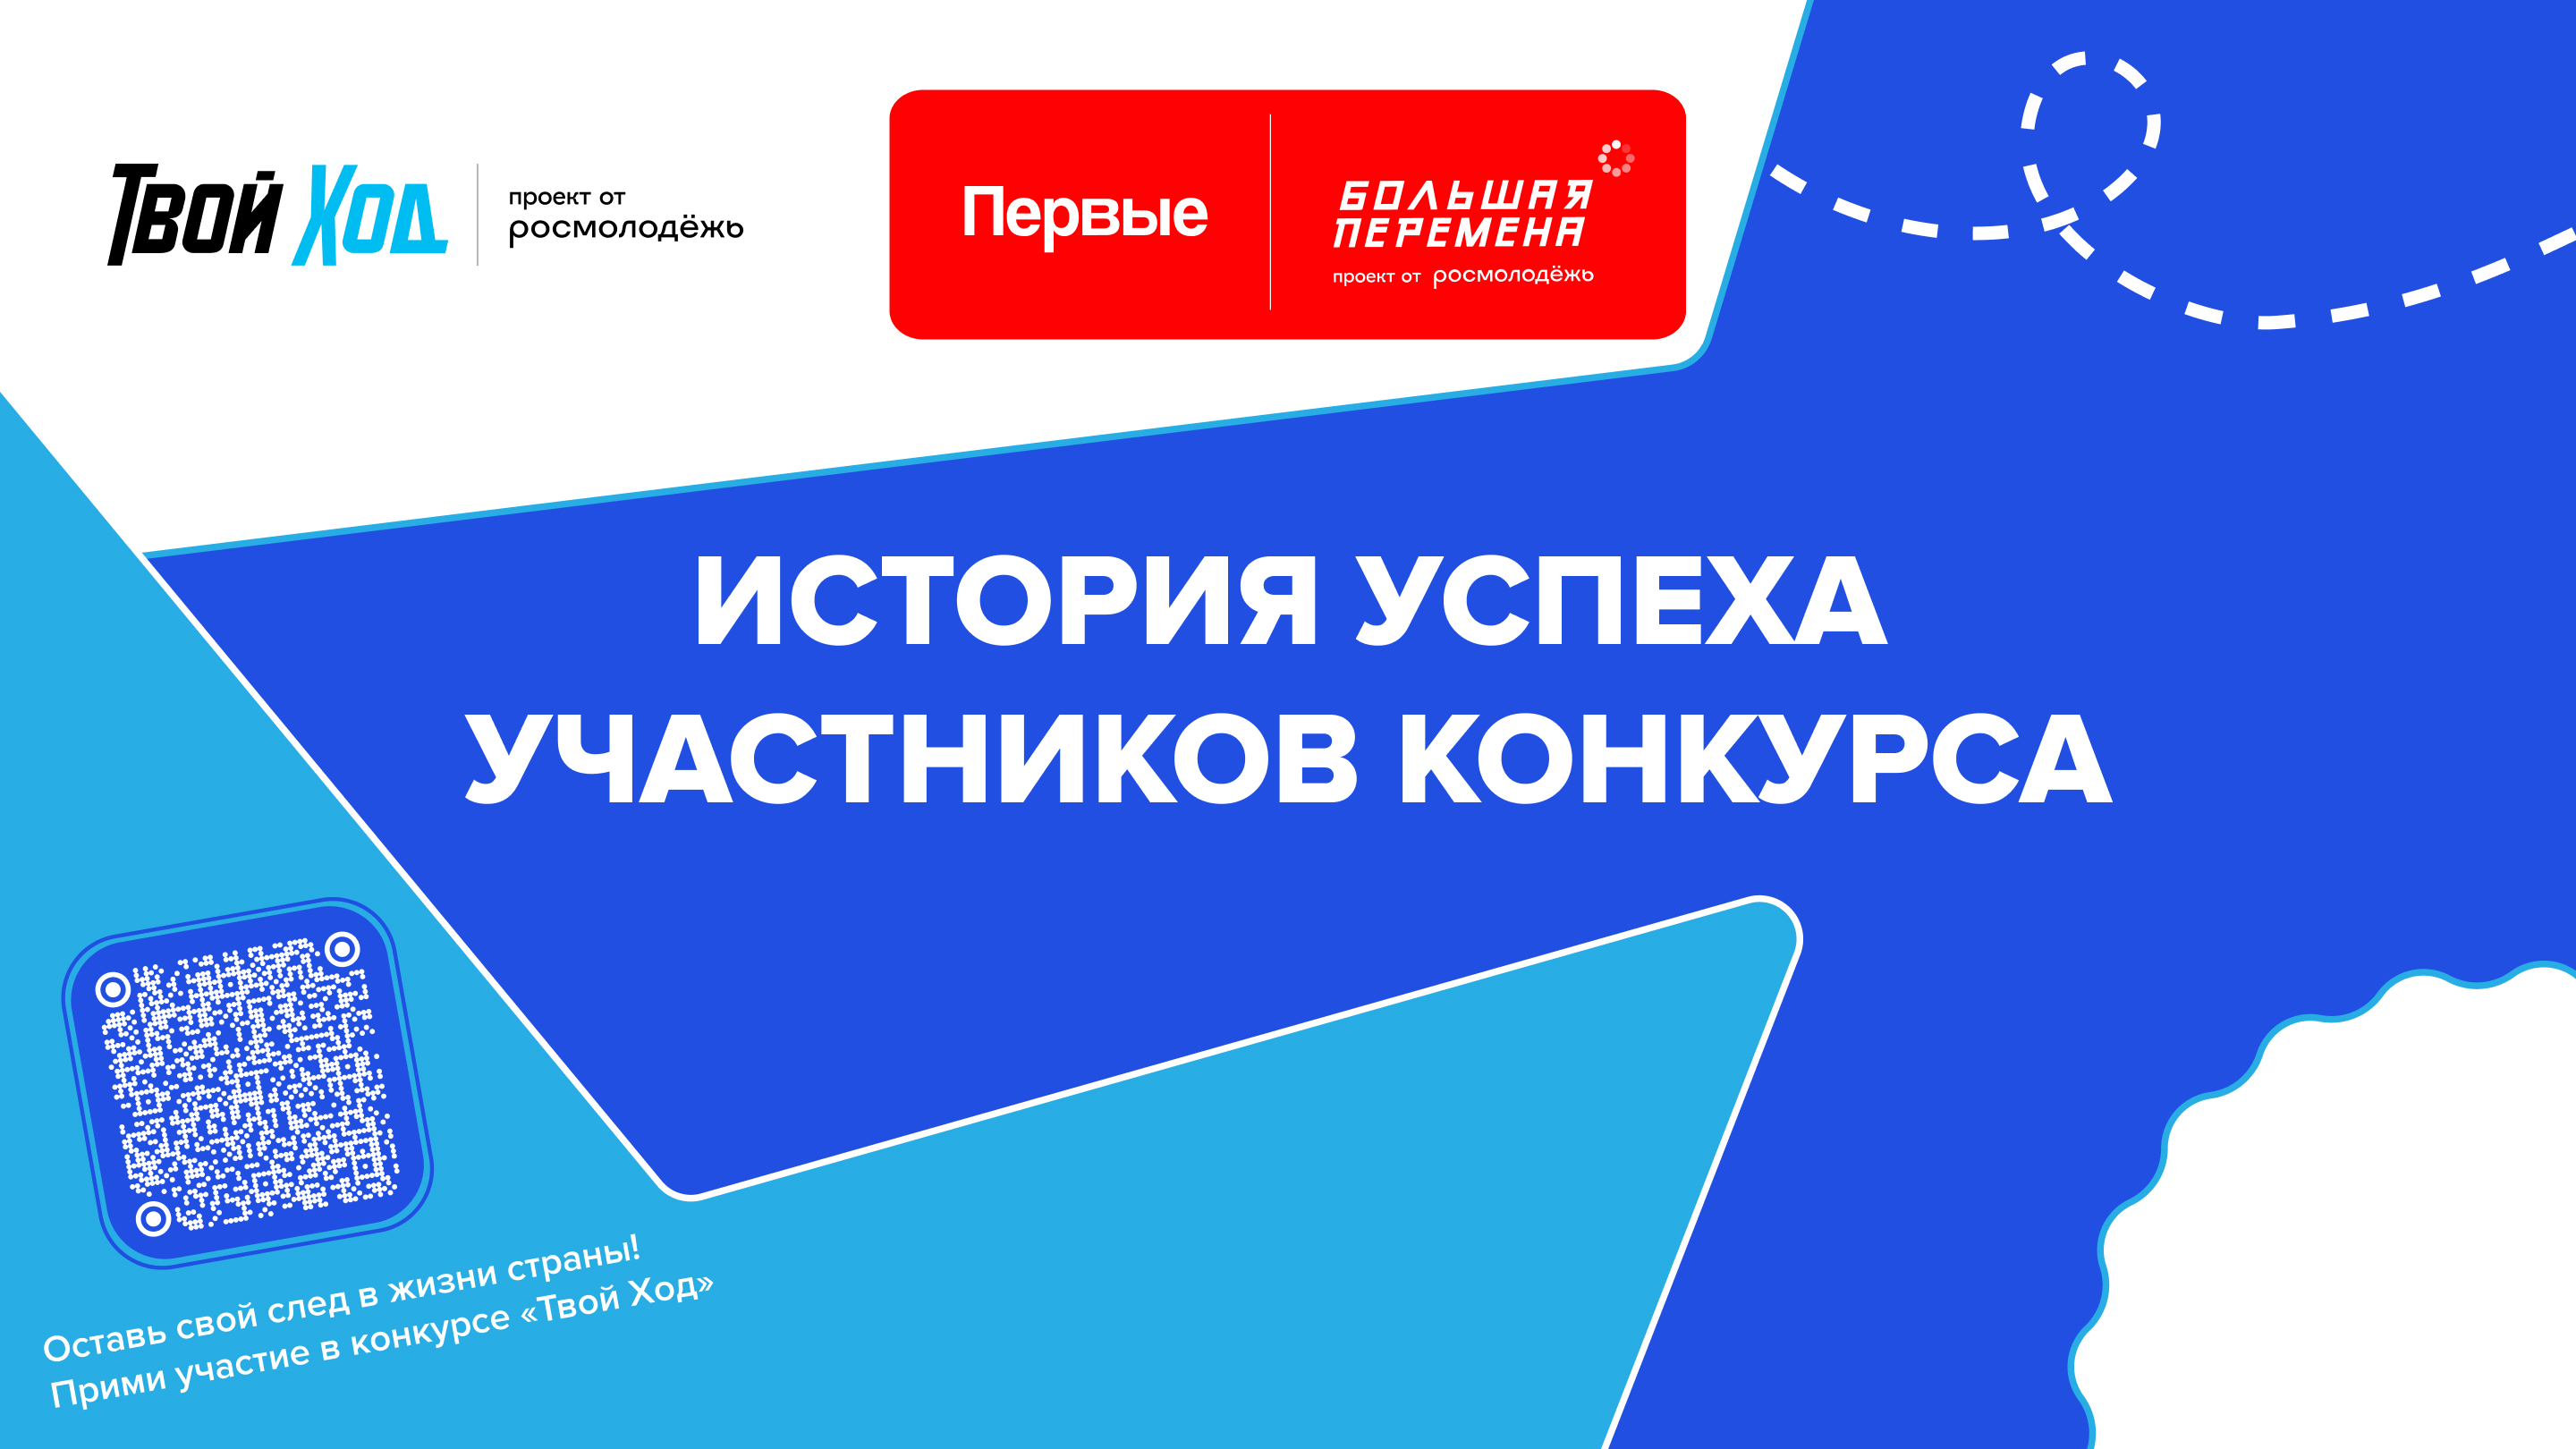 ТВОЙ ХОД
проект от
росмолодёжь
Первые
БОЛЬШАЯ
ПЕРЕМЕНА
проект от росмолодёжь
ИСТОРИЯ УСПЕХА
УЧАСТНИКОВ КОНКУРСА
Оставь свой след в жизни страны!
Прими участие в конкурсе «Твой Ход»